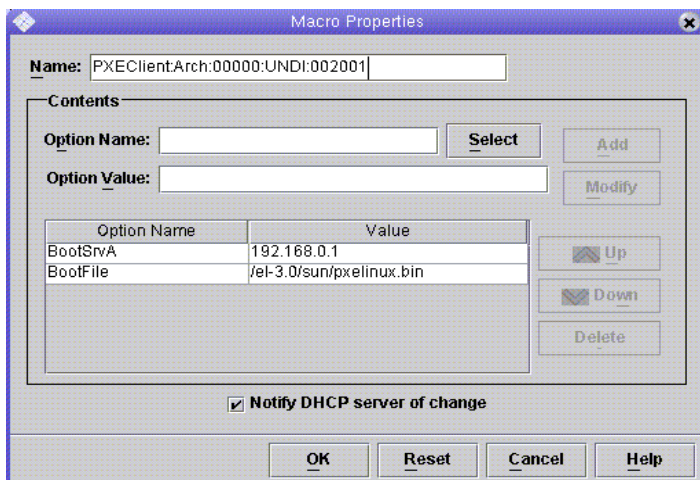 Macro Properties
Name: PXEClient:Arch:00000:UNDI:002001
Contents
Option Name: Select Add
Option Value: Modify
Option Name Value
BootSrvA 192.168.0.1
BootFile /el-3.0/sun/pxelinux.bin
Up
Down
Delete
Notify DHCP server of change
OK Reset Cancel Help